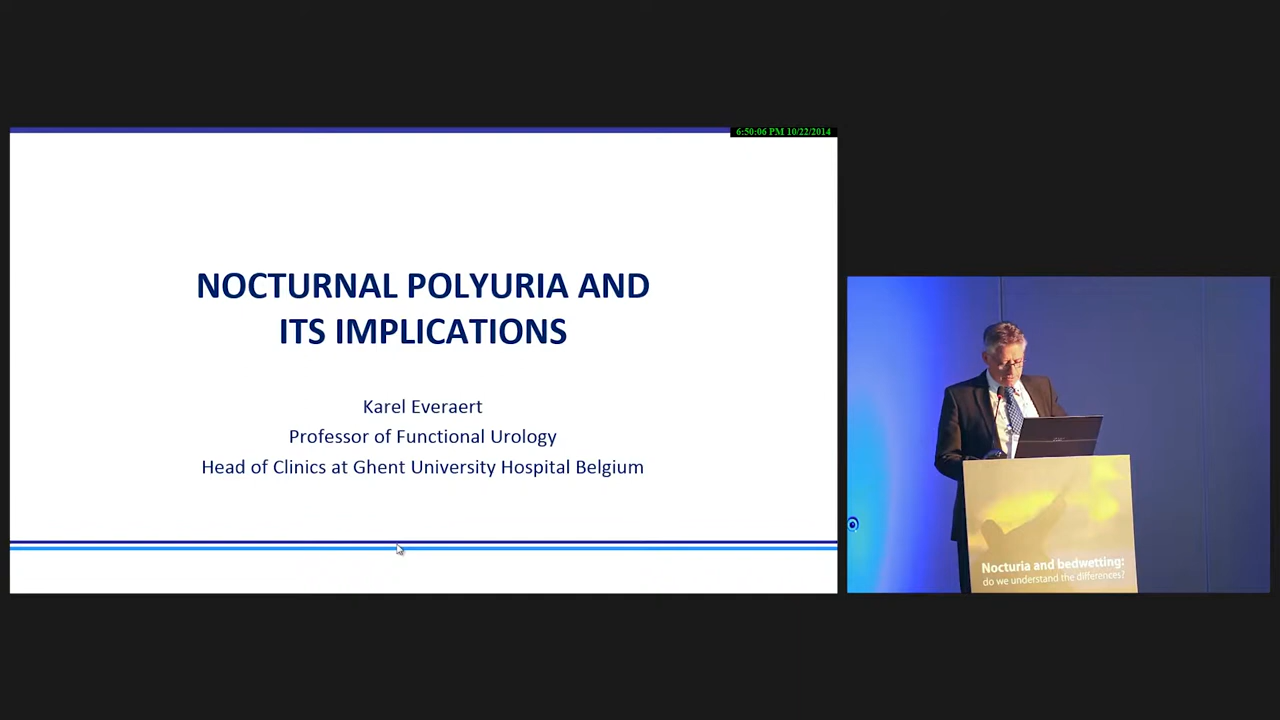 6:50:06 PM 10/22/2014
NOCTURNAL POLYURIA AND
ITS IMPLICATIONS
Karel Everaert
Professor of Functional Urology
Head of Clinics at Ghent University Hospital Belgium
Nocturia and bedwetting:
do we understand the differences?